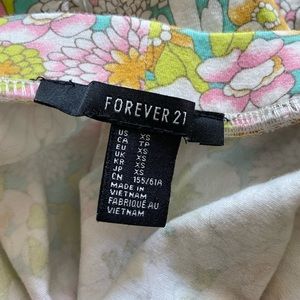 FOREVER 21
US XS
CA TP
EU XS
UK XS
KR XS
JP XS
CN 155/61A
MADE IN
VIETNAM
FABRIQUÉ AU
VIETNAM